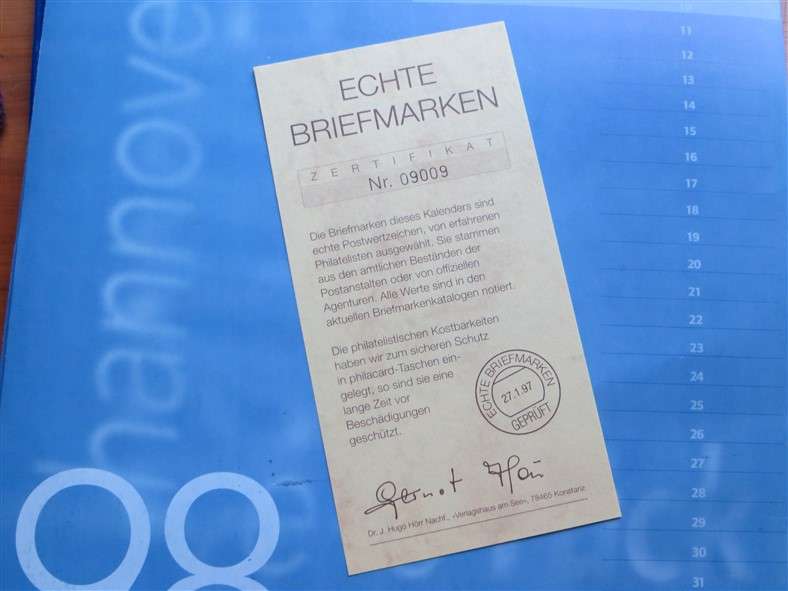 hannove
98
11
12
13
14
15
16
17
18
19
20
21
22
23
24
25
26
27
28
29
30
31
ECHTE
BRIEFMARKEN
ZERTIFIKAT
Nr. 09009
Die Briefmarken dieses Kalenders sind
echte Postwertzeichen, von erfahrenen
Philatelisten ausgewählt. Sie stammen
aus den amtlichen Beständen der
Postanstalten oder von offiziellen
Agenturen. Alle Werte sind in den
aktuellen Briefmarkenkatalogen notiert.
Die philatelistischen Kostbarkeiten
haben wir zum sicheren Schutz
in philacard-Taschen ein-
gelegt; so sind sie eine
lange Zeit vor
Beschädigungen
geschützt.
ECHTE BRIEFMARKEN
27.1.97
GEPRÜFT
Gernot
Dr. J. Hugo Hörr Nachf., »Verlagshaus am See«, 78465 Konstanz